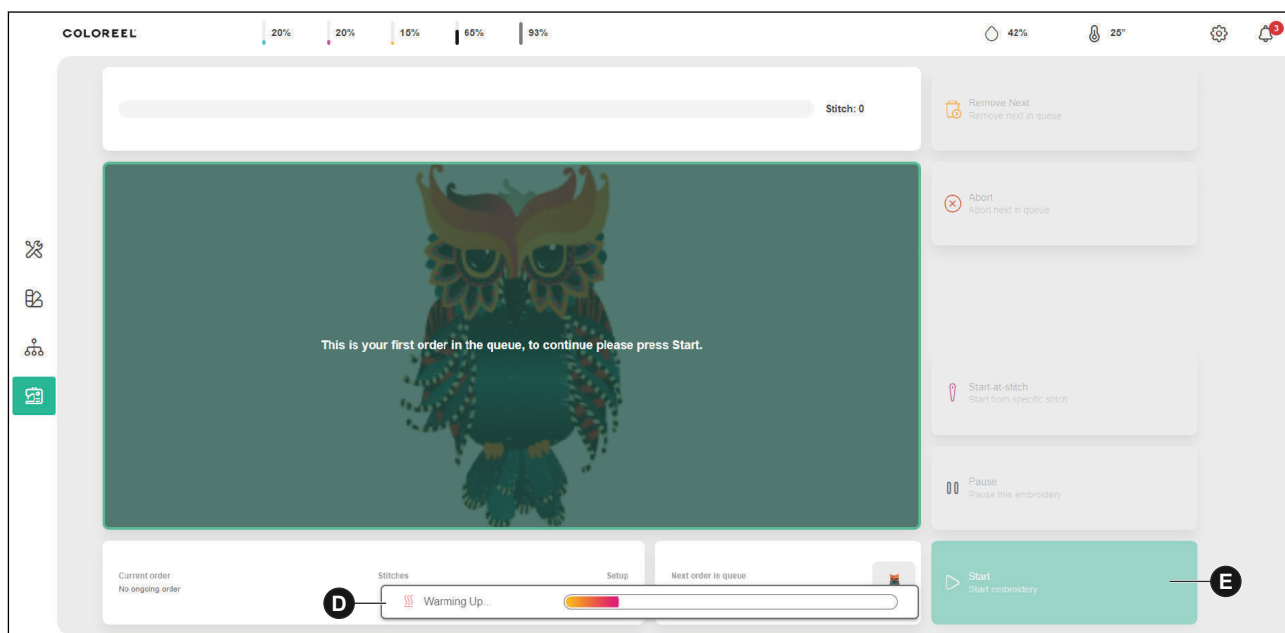 COLOREEL
20%
20%
15%
65%
93%
42%
25°
3
Stitch: 0
Remove Next
Remove next in queue
Abort
Abort next in queue
This is your first order in the queue, to continue please press Start.
Start-at-stitch
Start from specific stitch
Pause
Pause this embroidery
Current order
No ongoing order
Stitches
Setup
Next order in queue
D
Warming Up...
Start
Start embroidery
E